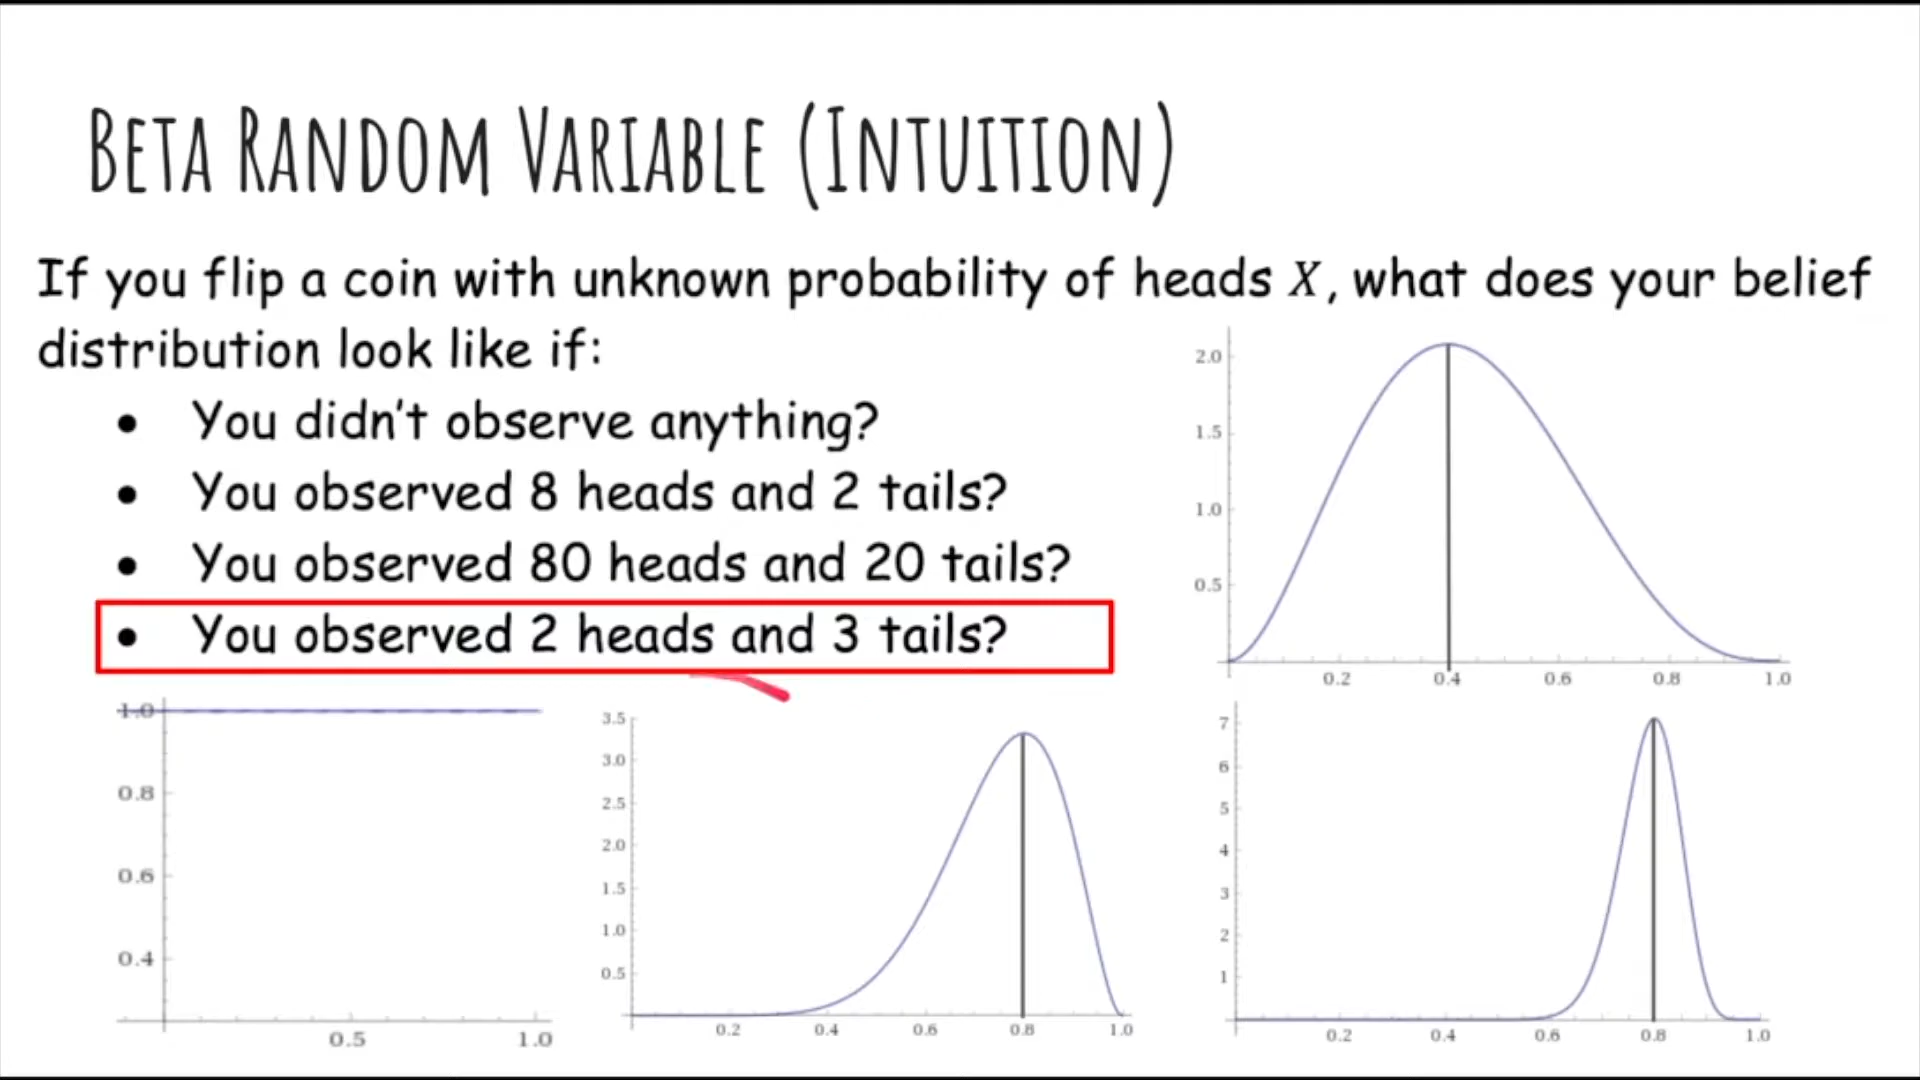 BETA RANDOM VARIABLE (INTUITION)
If you flip a coin with unknown probability of heads X, what does your belief
distribution look like if:
• You didn't observe anything?
• You observed 8 heads and 2 tails?
• You observed 80 heads and 20 tails?
• You observed 2 heads and 3 tails?
2.0
1.5
1.0
0.5
0.2 0.4 0.6 0.8 1.0
1.0
0.8
0.6
0.4
0.5 1.0
3.5
3.0
2.5
2.0
1.5
1.0
0.5
0.2 0.4 0.6 0.8 1.0
7
6
5
4
3
2
1
0.2 0.4 0.6 0.8 1.0